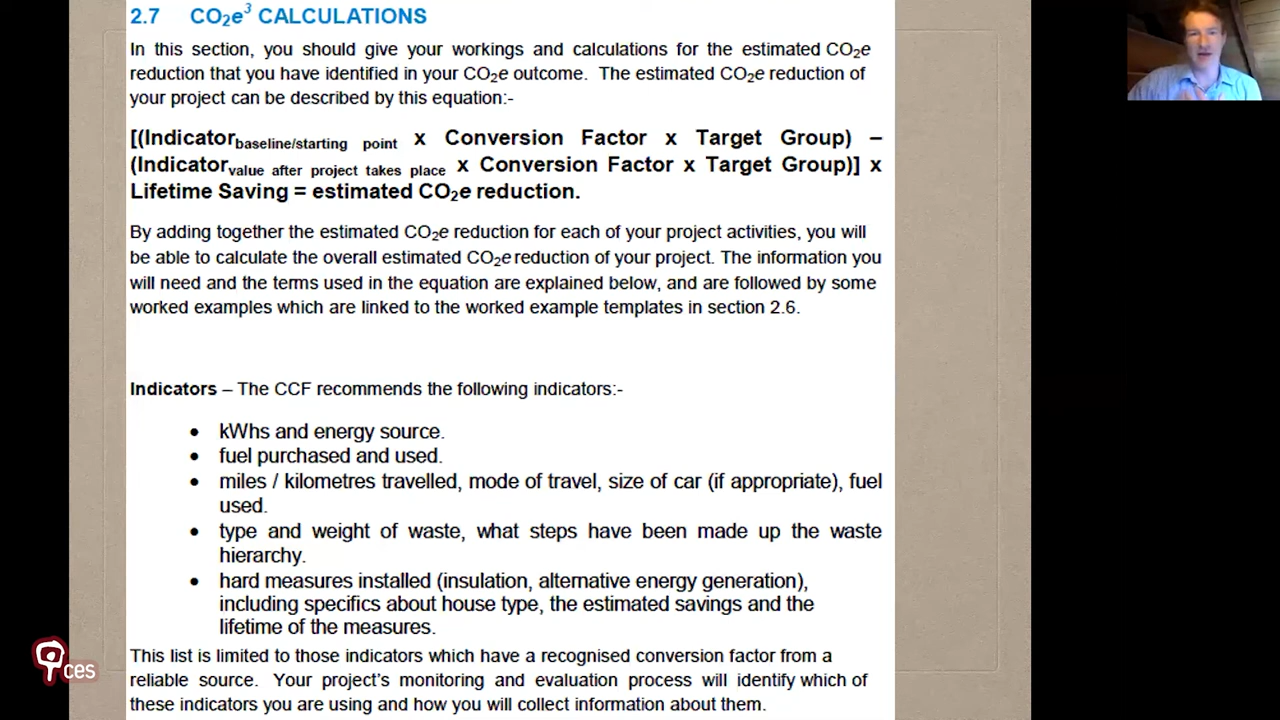 2.7 CO₂e³ CALCULATIONS
In this section, you should give your workings and calculations for the estimated CO₂e
reduction that you have identified in your CO₂e outcome. The estimated CO₂e reduction of
your project can be described by this equation:-
[(Indicator baseline/starting point x Conversion Factor x Target Group) –
(Indicator value after project takes place x Conversion Factor x Target Group)] x
Lifetime Saving = estimated CO₂e reduction.
By adding together the estimated CO₂e reduction for each of your project activities, you will
be able to calculate the overall estimated CO₂e reduction of your project. The information you
will need and the terms used in the equation are explained below, and are followed by some
worked examples which are linked to the worked example templates in section 2.6.
Indicators – The CCF recommends the following indicators:-
• kWhs and energy source.
• fuel purchased and used.
• miles / kilometres travelled, mode of travel, size of car (if appropriate), fuel
used.
• type and weight of waste, what steps have been made up the waste
hierarchy.
• hard measures installed (insulation, alternative energy generation),
including specifics about house type, the estimated savings and the
lifetime of the measures.
This list is limited to those indicators which have a recognised conversion factor from a
reliable source. Your project's monitoring and evaluation process will identify which of
these indicators you are using and how you will collect information about them.
ces